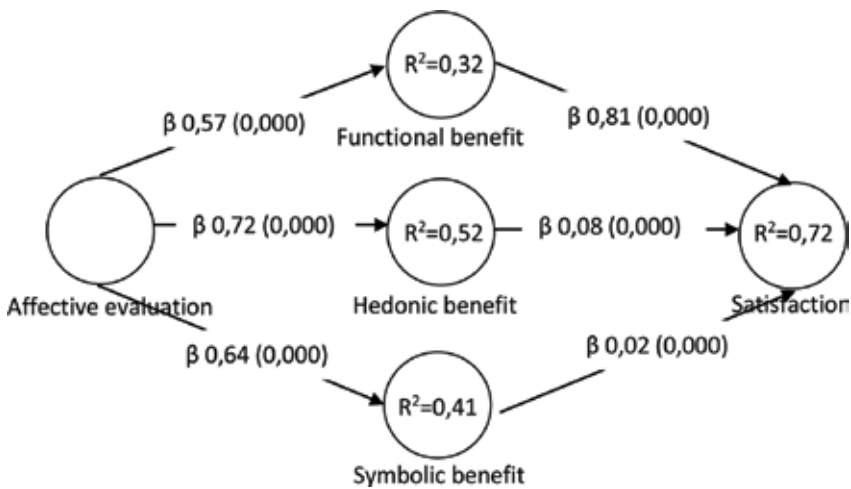 R²=0,32
β 0,57 (0,000)
β 0,81 (0,000)
Functional benefit
β 0,72 (0,000)
R²=0,52
β 0,08 (0,000)
R²=0,72
Affective evaluation
Hedonic benefit
Satisfaction
β 0,64 (0,000)
β 0,02 (0,000)
R²=0,41
Symbolic benefit